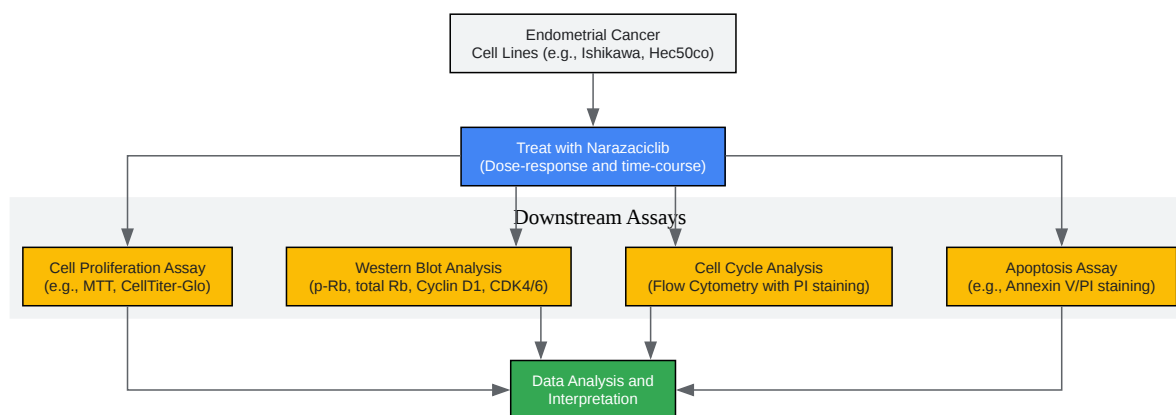 Endometrial Cancer
Cell Lines (e.g., Ishikawa, Hec50co)
Treat with Narazaciclib
(Dose-response and time-course)
Downstream Assays
Cell Proliferation Assay
(e.g., MTT, CellTiter-Glo)
Western Blot Analysis
(p-Rb, total Rb, Cyclin D1, CDK4/6)
Cell Cycle Analysis
(Flow Cytometry with PI staining)
Apoptosis Assay
(e.g., Annexin V/PI staining)
Data Analysis and
Interpretation